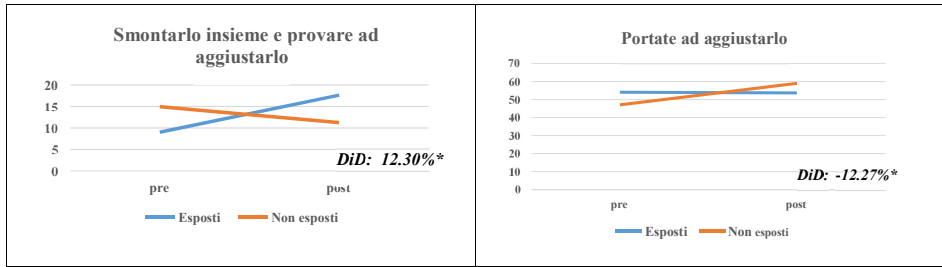 Smontarlo insieme e provare ad
aggiustarlo
20
15
10
5
0
DiD: 12.30%*
pre
post
Esposti
Non esposti
Portate ad aggiustarlo
70
60
50
40
30
20
10
0
DiD: -12.27%*
pre
post
Esposti
Non esposti